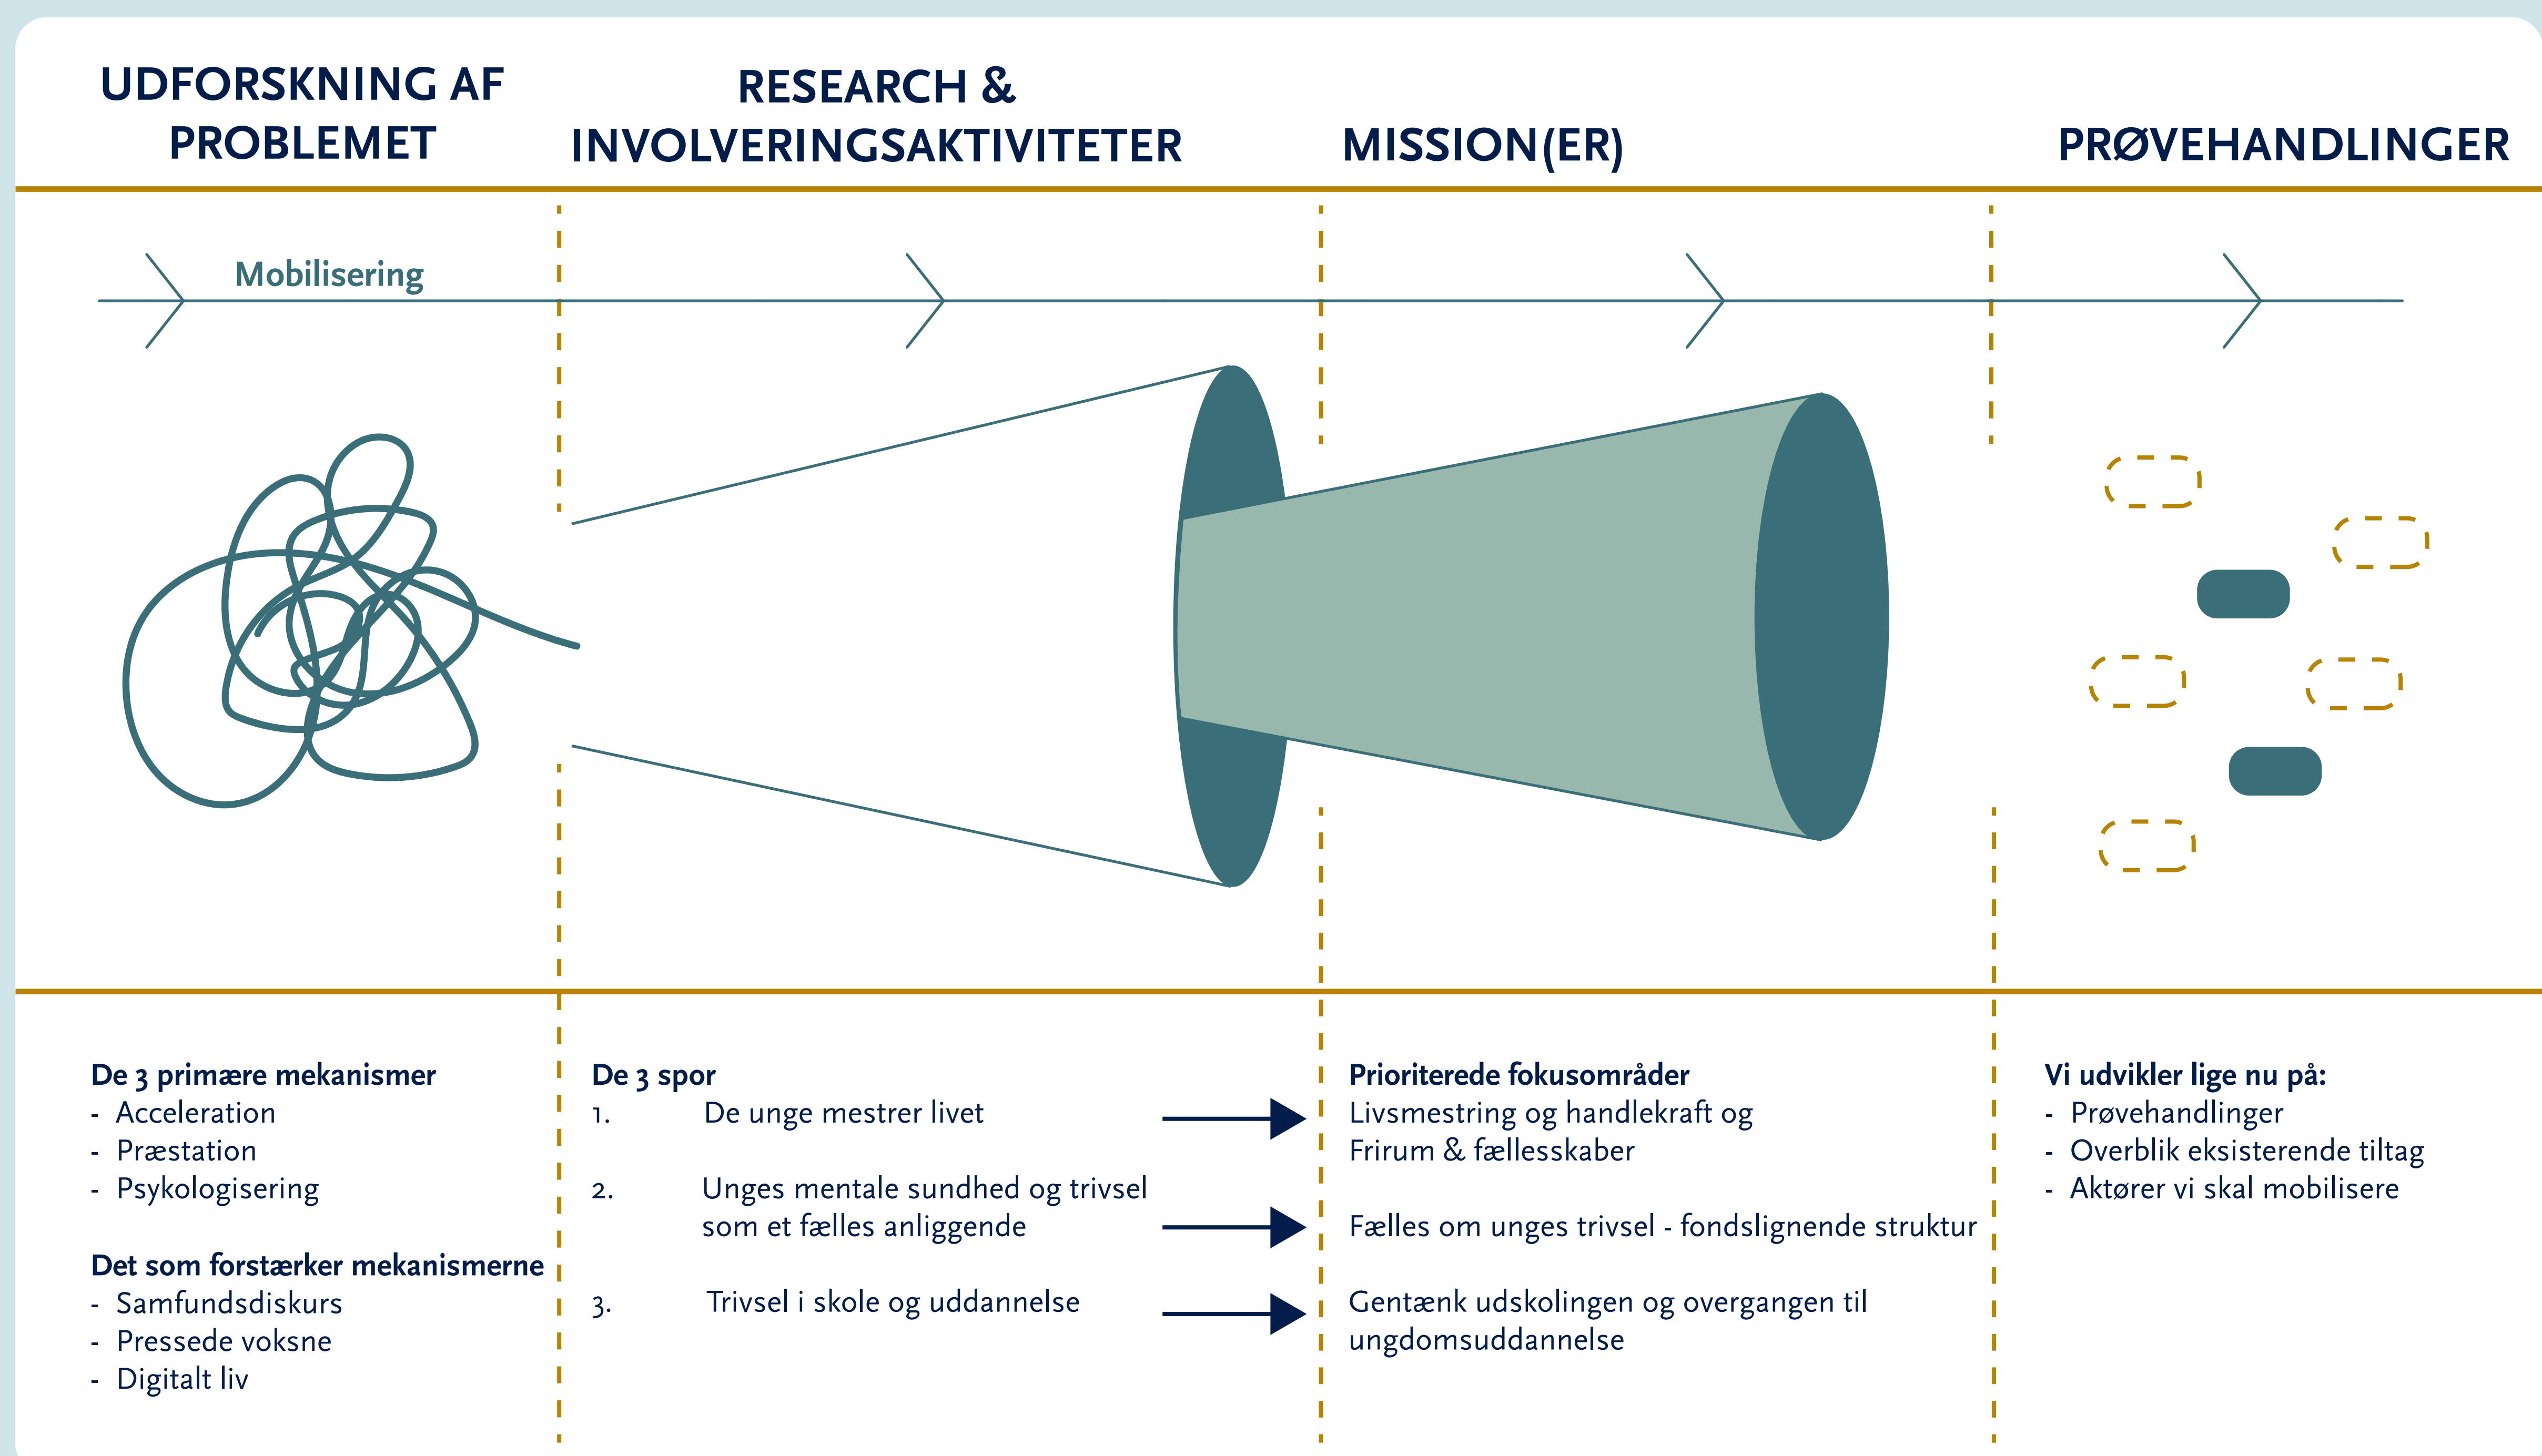 UDFORSKNING AF
PROBLEMET
RESEARCH &
INVOLVERINGSAKTIVITETER
MISSION(ER)
PRØVEHANDLINGER
Mobilisering
De 3 primære mekanismer
- Acceleration
- Præstation
- Psykologisering
Det som forstærker mekanismerne
- Samfundsdiskurs
- Pressede voksne
- Digitalt liv
De 3 spor
1. De unge mestrer livet
2. Unges mentale sundhed og trivsel
som et fælles anliggende
3. Trivsel i skole og uddannelse
Prioriterede fokusområder
Livsmestring og handlekraft og
Frirum & fællesskaber
Fælles om unges trivsel - fondslignende struktur
Gentænk udskolingen og overgangen til
ungdomsuddannelse
Vi udvikler lige nu på:
- Prøvehandlinger
- Overblik eksisterende tiltag
- Aktører vi skal mobilisere